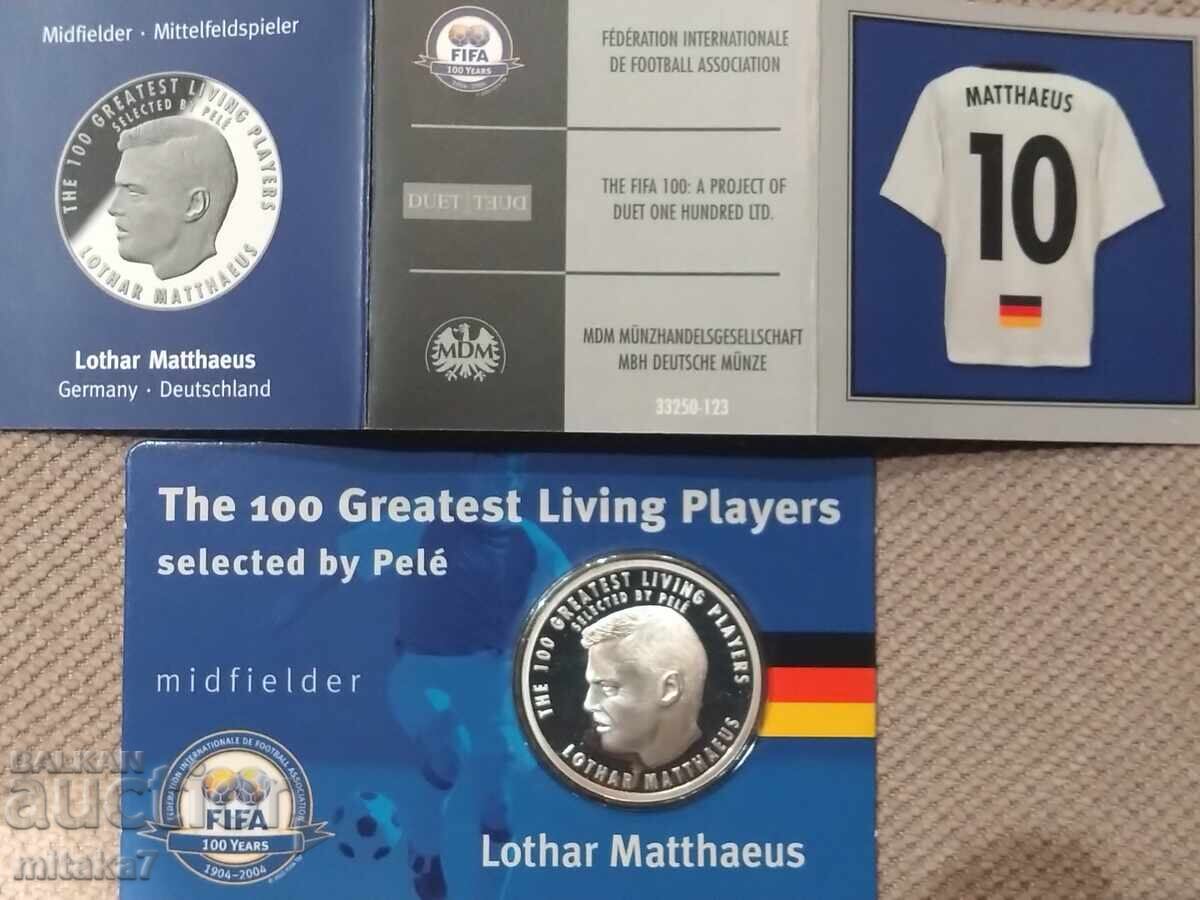 Midfielder · Mittelfeldspieler
THE 100 GREATEST LIVING PLAYERS
SELECTED BY PELÉ
LOTHAR MATTHAEUS
Lothar Matthaeus
Germany · Deutschland
FIFA
100 YEARS
1904-2004
FÉDÉRATION INTERNATIONALE
DE FOOTBALL ASSOCIATION
DUET DUET
THE FIFA 100: A PROJECT OF
DUET ONE HUNDRED LTD.
MDM
MDM MÜNZHANDELSGESELLSCHAFT
MBH DEUTSCHE MÜNZE
33250-123
MATTHAEUS
10
The 100 Greatest Living Players
selected by Pelé
midfielder
THE 100 GREATEST LIVING PLAYERS
SELECTED BY PELÉ
LOTHAR MATTHAEUS
FÉDÉRATION INTERNATIONALE DE FOOTBALL ASSOCIATION
FIFA
100 YEARS
1904-2004
Lothar Matthaeus
BALKAN
auction
mitaka7